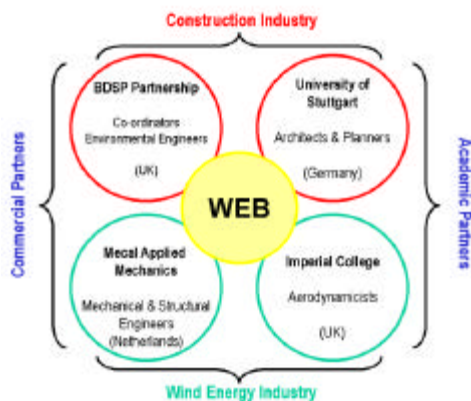 Construction Industry
BDSP Partnership
Co-ordinators
Environmental Engineers
(UK)
University of
Stuttgart
Architects & Planners
(Germany)
Commercial Partners
WEB
Academic Partners
Mecal Applied
Mechanics
Mechanical & Structural
Engineers
(Netherlands)
Imperial College
Aerodynamicists
(UK)
Wind Energy Industry